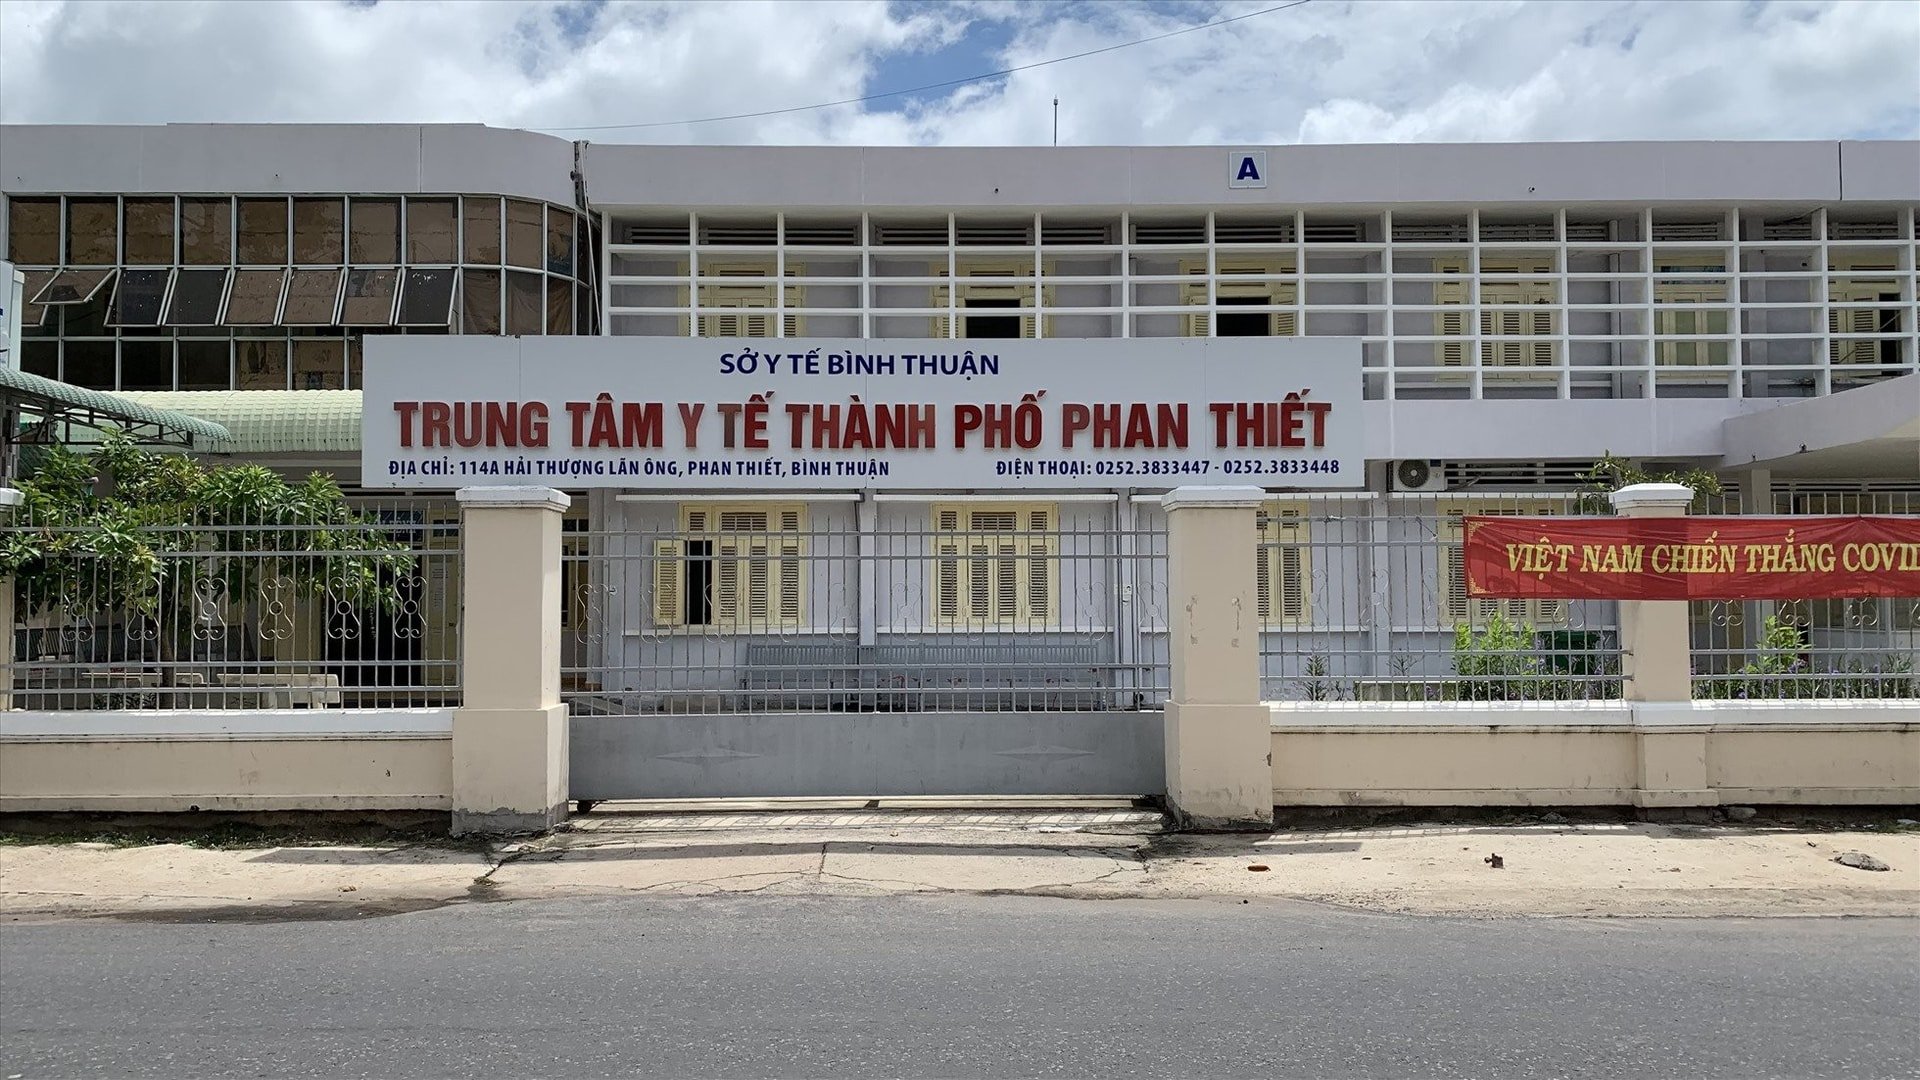 A
SỞ Y TẾ BÌNH THUẬN
TRUNG TÂM Y TẾ THÀNH PHỐ PHAN THIẾT
ĐỊA CHỈ: 114A HẢI THƯỢNG LÃN ÔNG, PHAN THIẾT, BÌNH THUẬN ĐIỆN THOẠI: 0252.3833447 - 0252.3833448
VIỆT NAM CHIẾN THẮNG COVI